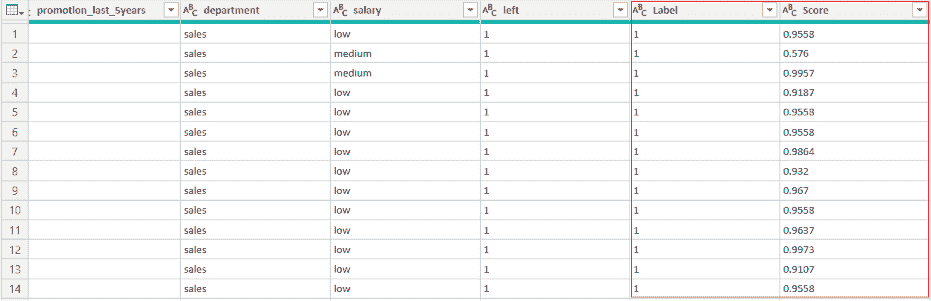 promotion_last_5years ABC department ABC salary ABC left ABC Label ABC Score
1 sales low 1 1 0.9558
2 sales medium 1 1 0.576
3 sales medium 1 1 0.9957
4 sales low 1 1 0.9187
5 sales low 1 1 0.9558
6 sales low 1 1 0.9558
7 sales low 1 1 0.9864
8 sales low 1 1 0.932
9 sales low 1 1 0.967
10 sales low 1 1 0.9558
11 sales low 1 1 0.9637
12 sales low 1 1 0.9973
13 sales low 1 1 0.9107
14 sales low 1 1 0.9558